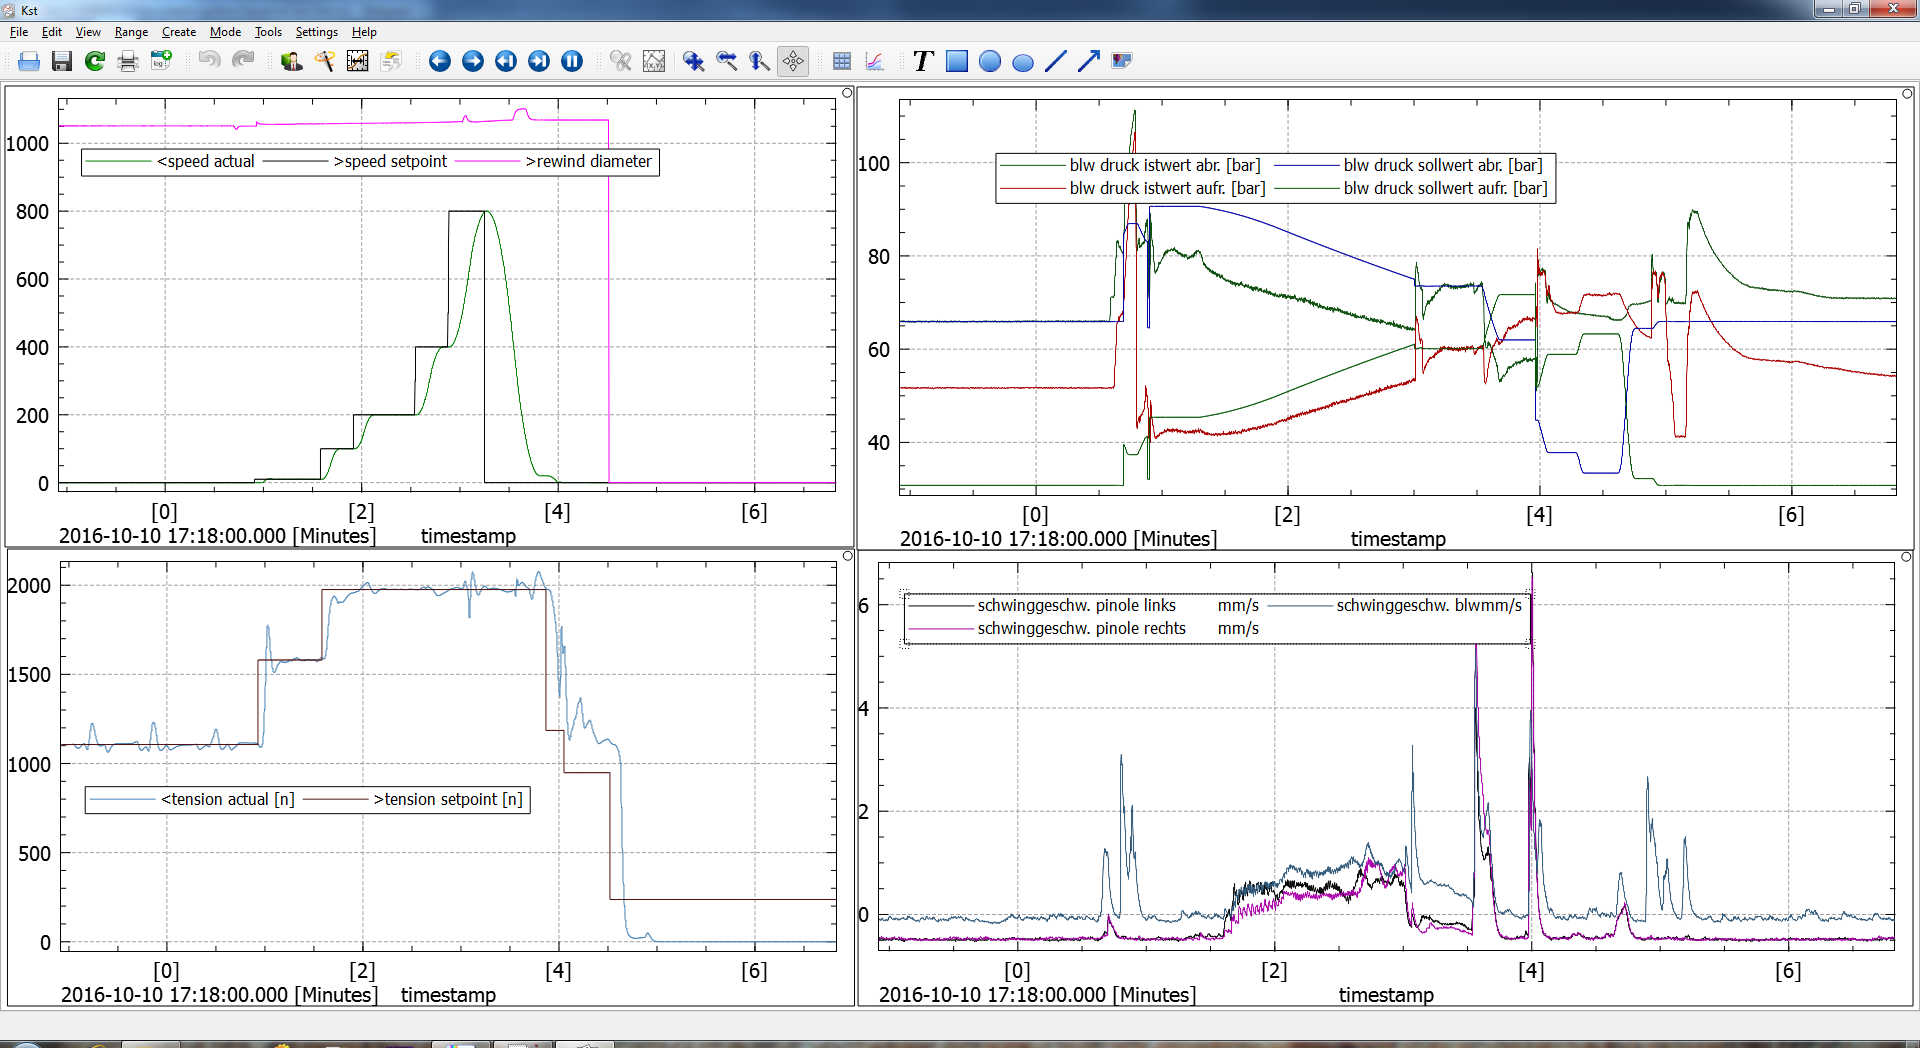 Kst
File Edit View Range Create Mode Tools Settings Help
log
X,Y
T
1000
800
600
400
200
0
<speed actual >speed setpoint >rewind diameter
[0] [2] [4] [6]
2016-10-10 17:18:00.000 [Minutes] timestamp
100
80
60
40
blw druck istwert abr. [bar] blw druck sollwert abr. [bar]
blw druck istwert aufr. [bar] blw druck sollwert aufr. [bar]
[0] [2] [4] [6]
2016-10-10 17:18:00.000 [Minutes] timestamp
2000
1500
1000
500
0
<tension actual [n] >tension setpoint [n]
[0] [2] [4] [6]
2016-10-10 17:18:00.000 [Minutes] timestamp
6
4
2
0
schwinggeschw. pinole links mm/s schwinggeschw. blwmm/s
schwinggeschw. pinole rechts mm/s
[0] [2] [4] [6]
2016-10-10 17:18:00.000 [Minutes] timestamp